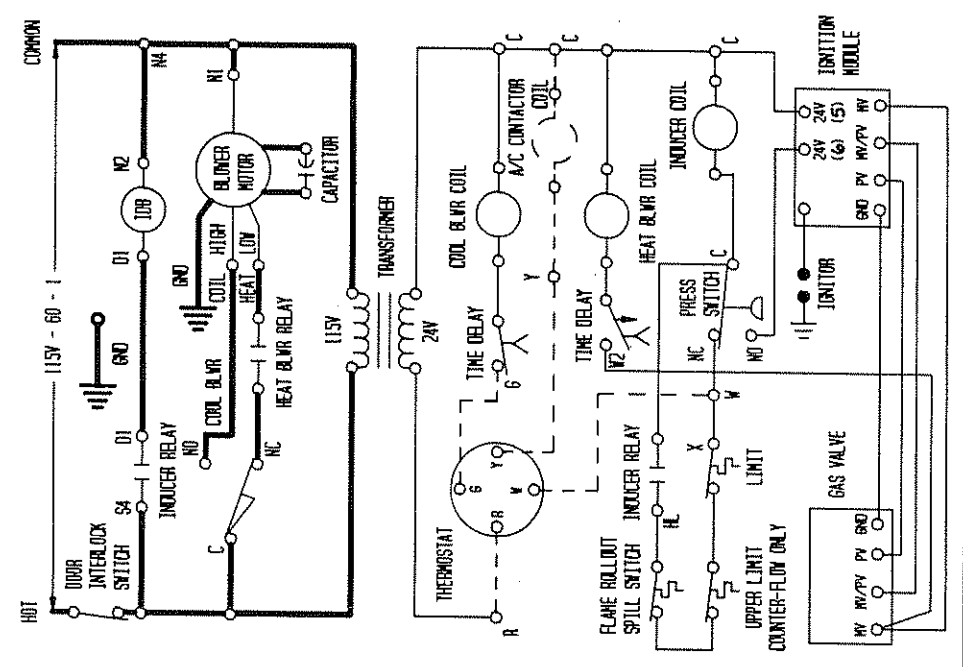 HOT
115V - 60 - 1
COMMON
DOOR
INTERLOCK
SWITCH
GND
S4
D1
INDUCER RELAY
D1
IDB
N2
N4
C
NO
NC
COOL BLWR
COIL
HIGH
HEAT
LOW
HEAT BLWR RELAY
GND
BLOWER
MOTOR
N1
CAPACITOR
115V
TRANSFORMER
24V
R
THERMOSTAT
R
G
W
Y
TIME DELAY
G
COOL BLWR COIL
C
Y
A/C CONTACTOR
COIL
C
TIME DELAY
W2
HEAT BLWR COIL
FLAME ROLLOUT
SPILL SWITCH
HL
INDUCER RELAY
UPPER LIMIT
COUNTER-FLOW ONLY
X
LIMIT
W
NC
NO
PRESS
SWITCH
C
INDUCER COIL
C
IGNITOR
IGNITION
MODULE
24V
(6)
24V
(5)
GND
PV
MV/PV
MV
GAS VALVE
MV
MV/PV
PV
GND